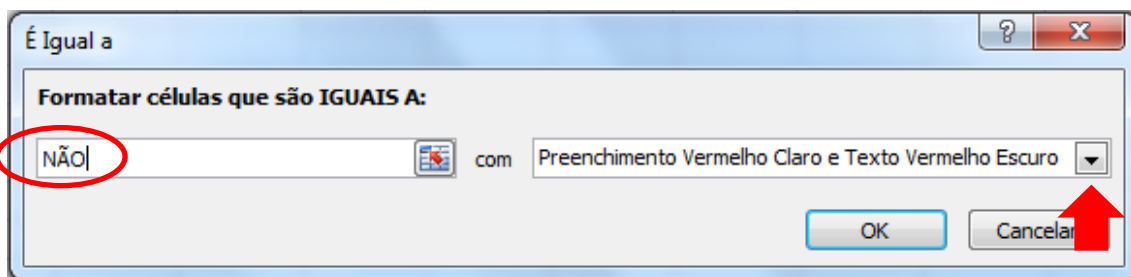 É Igual a
Formatar células que são IGUAIS A:
NÃO com Preenchimento Vermelho Claro e Texto Vermelho Escuro
OK Cancelar